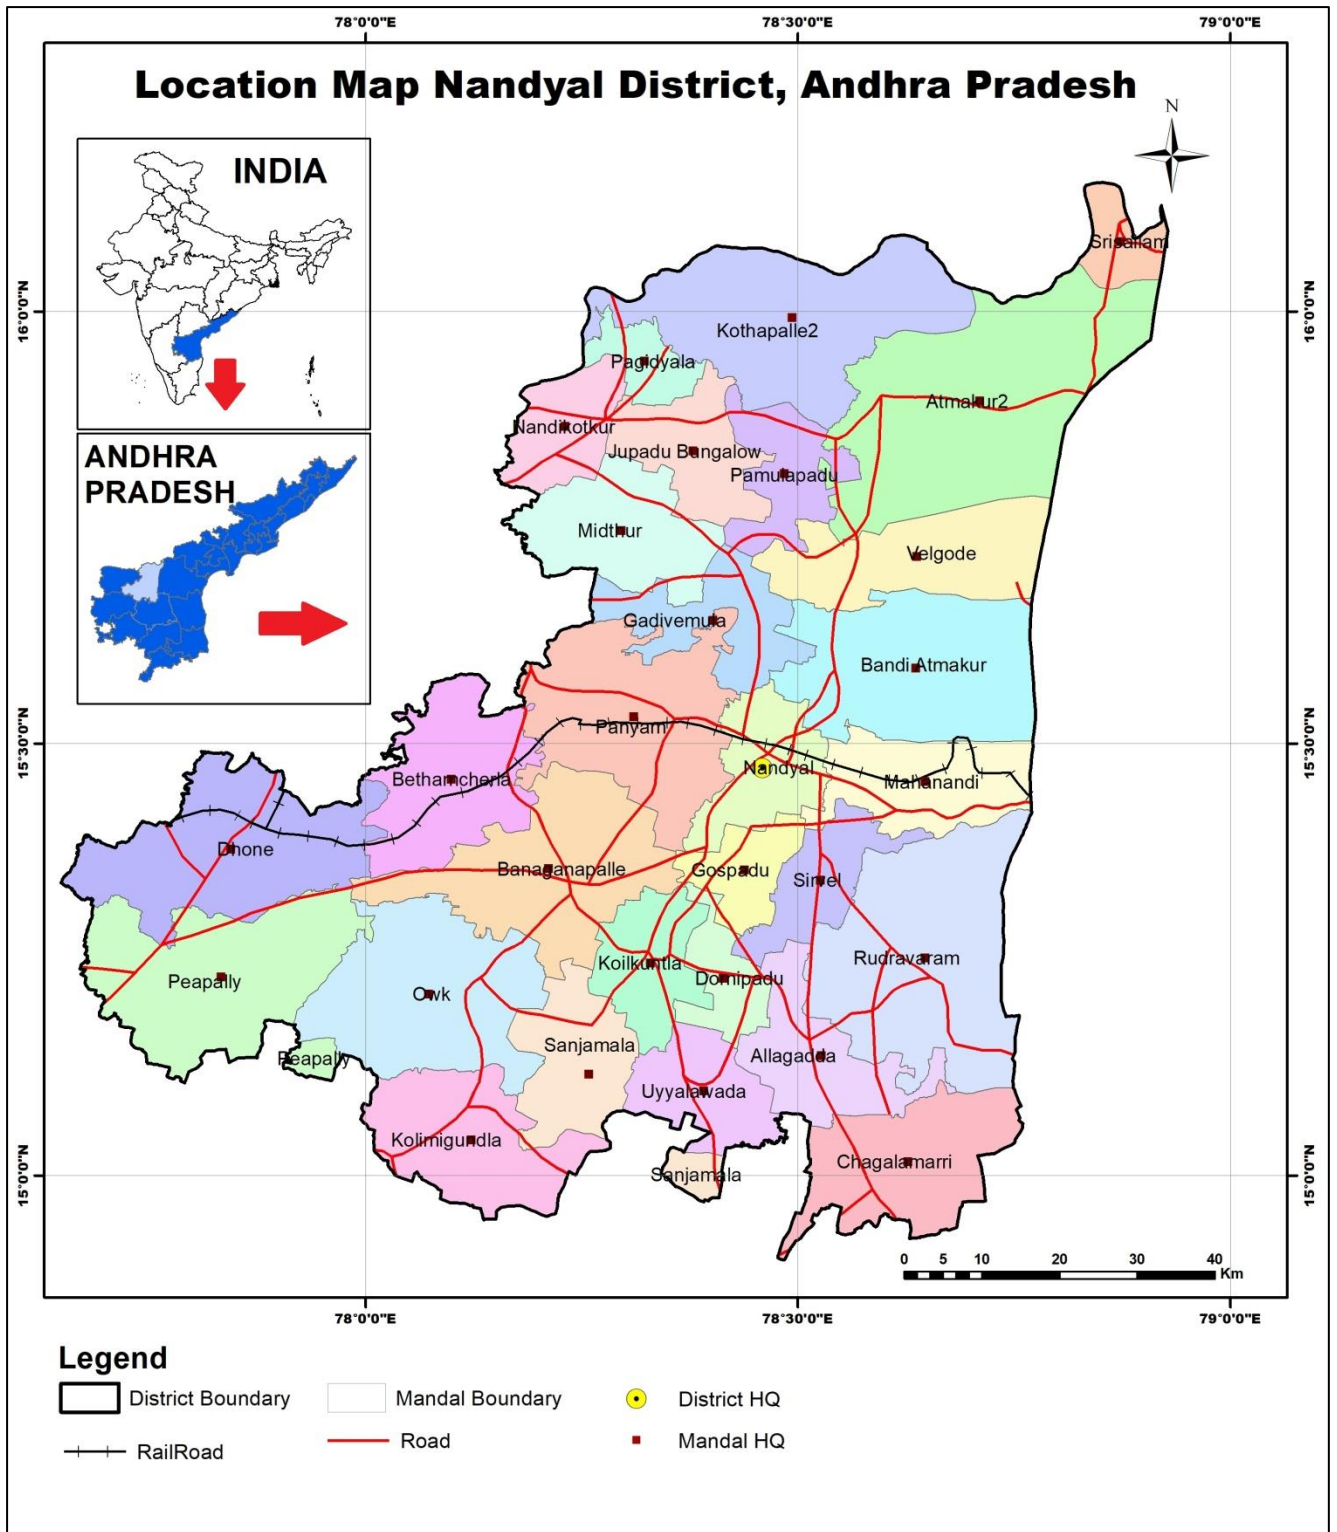 78°0'0"E 78°30'0"E 79°0'0"E
Location Map Nandyal District, Andhra Pradesh
N
INDIA
ANDHRA
PRADESH
16°0'0"N
16°0'0"N
15°30'0"N
15°30'0"N
15°0'0"N
15°0'0"N
Srisailam
Kothapalle2
Pagidyala
Atmakur2
Nandikotkur
Jupadu Bangalow
Pamulapadu
Midthur
Velgode
Gadivemula
Bandi Atmakur
Panyam
Nandyal
Bethamcherla
Mahanandi
Dhone
Banaganapalle
Gospadu
Sirvel
Koilkuntla
Rudravaram
Peapally
Dornipadu
Owk
Sanjamala
Peapally
Allagadda
Uyyalawada
Kolimigundla
Chagalamarri
Sanjamala
0 5 10 20 30 40
Km
78°0'0"E 78°30'0"E 79°0'0"E
Legend
District Boundary Mandal Boundary District HQ
RailRoad Road Mandal HQ